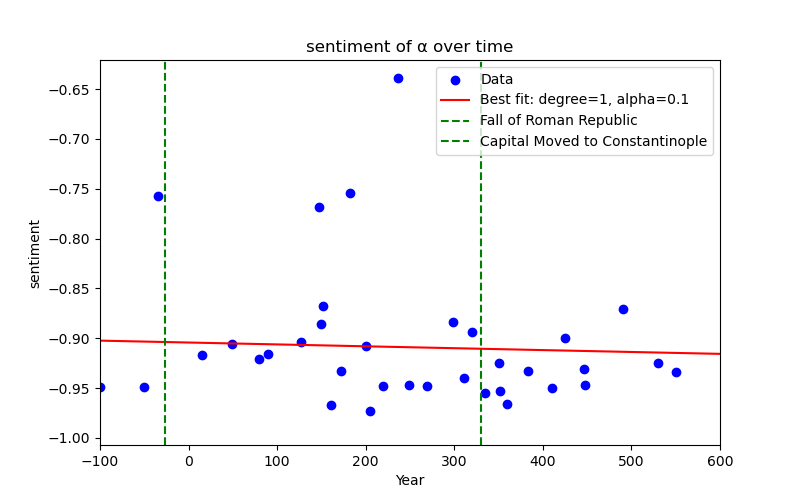 sentiment of α over time
Data
Best fit: degree=1, alpha=0.1
Fall of Roman Republic
Capital Moved to Constantinople
−0.65
−0.70
−0.75
−0.80
−0.85
−0.90
−0.95
−1.00
sentiment
−100
0
100
200
300
400
500
600
Year